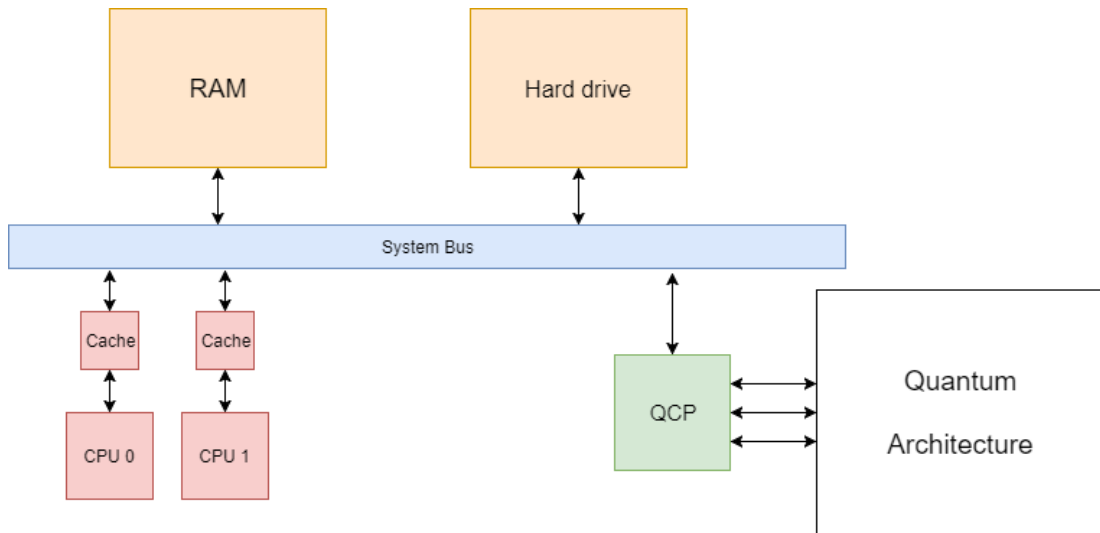 RAM
Hard drive
System Bus
Cache
Cache
CPU 0
CPU 1
QCP
Quantum
Architecture